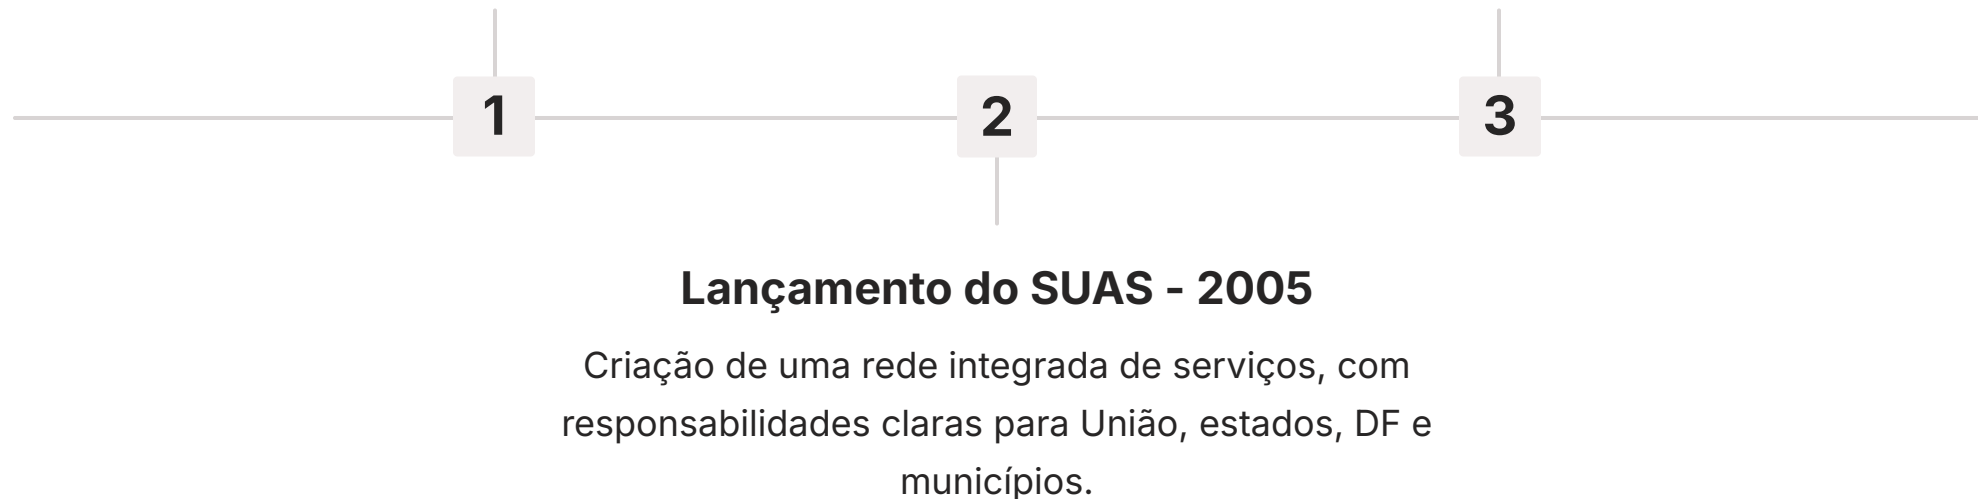 1
2
3
Lançamento do SUAS - 2005
Criação de uma rede integrada de serviços, com
responsabilidades claras para União, estados, DF e
municípios.